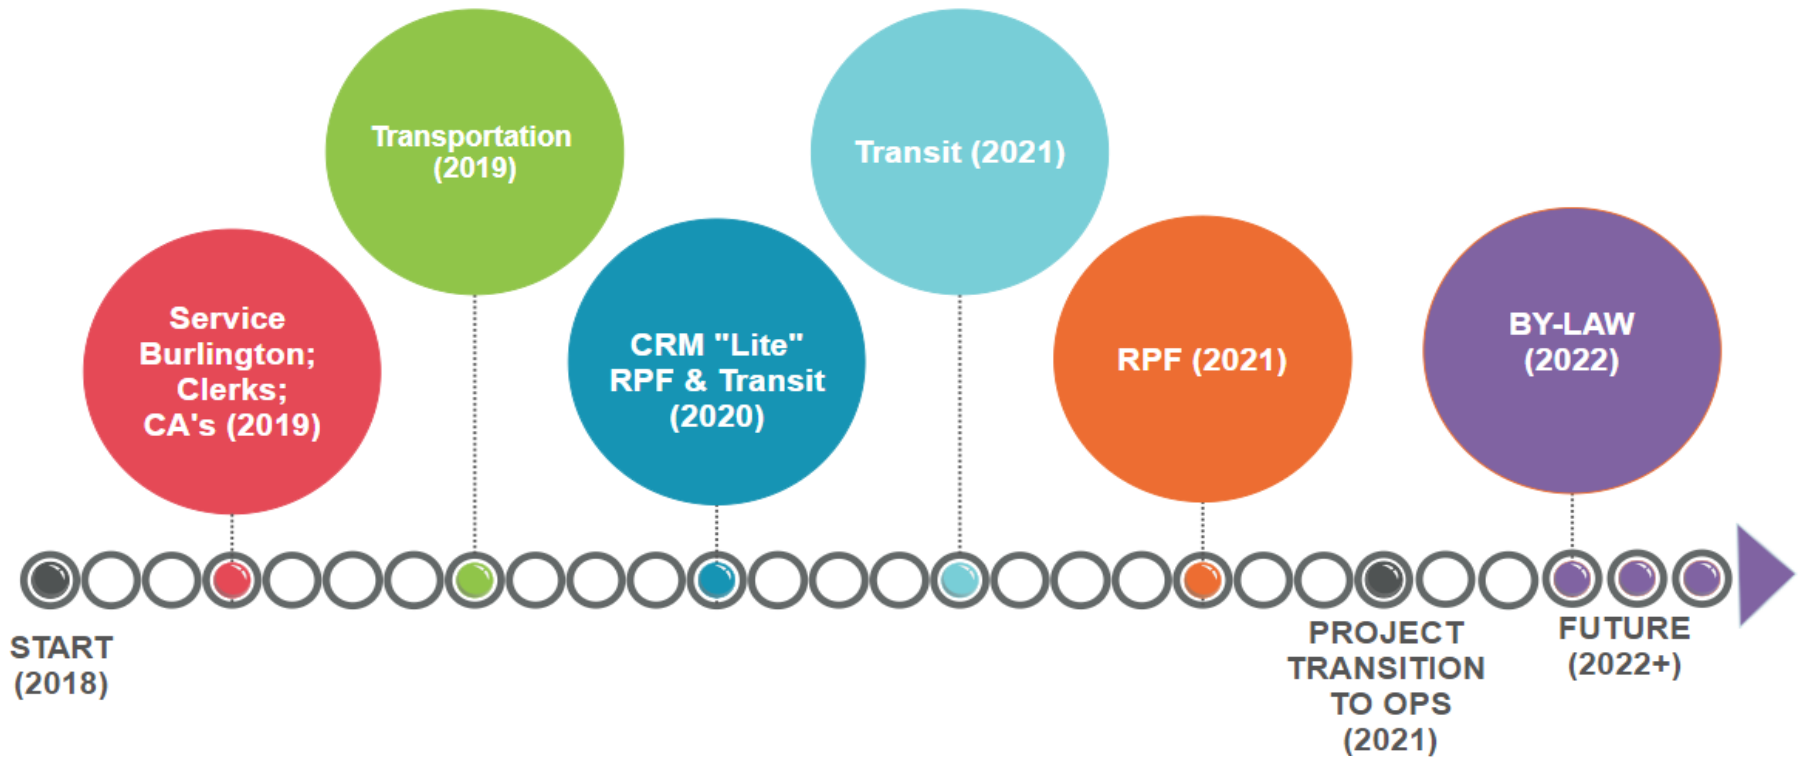 Transportation
(2019)
Transit (2021)
Service
Burlington;
Clerks;
CA's (2019)
CRM "Lite"
RPF & Transit
(2020)
RPF (2021)
BY-LAW
(2022)
START
(2018)
PROJECT
TRANSITION
TO OPS
(2021)
FUTURE
(2022+)